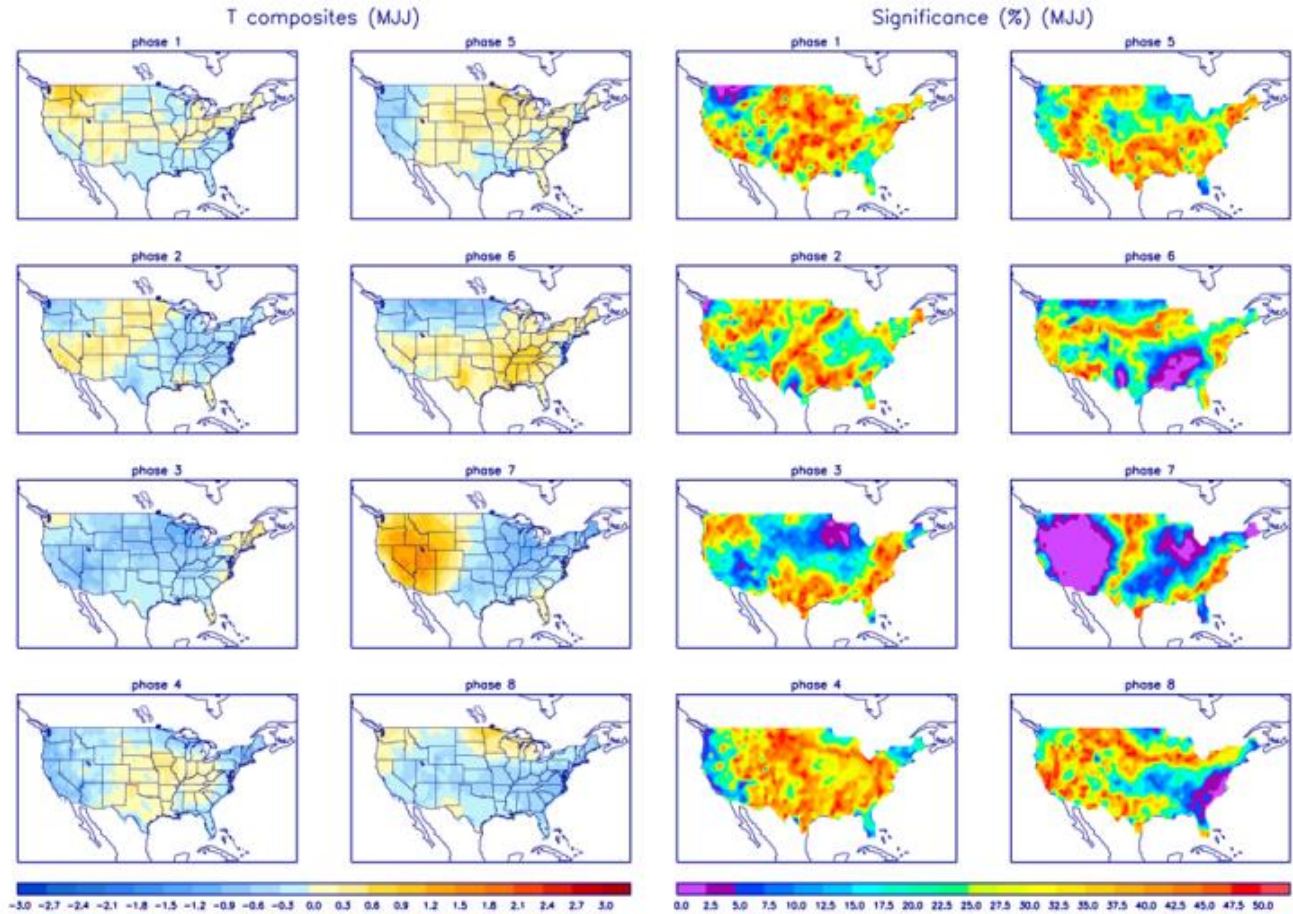 T composites (MJJ)
Significance (%) (MJJ)
phase 1
phase 5
phase 1
phase 5
phase 2
phase 6
phase 2
phase 6
phase 3
phase 7
phase 3
phase 7
phase 4
phase 8
phase 4
phase 8
-3.0 -2.7 -2.4 -2.1 -1.8 -1.5 -1.2 -0.9 -0.6 -0.3 0.0 0.3 0.6 0.9 1.2 1.5 1.8 2.1 2.4 2.7 3.0
0.0 2.5 5.0 7.5 10.0 12.5 15.0 17.5 20.0 22.5 25.0 27.5 30.0 32.5 35.0 37.5 40.0 42.5 45.0 47.5 50.0